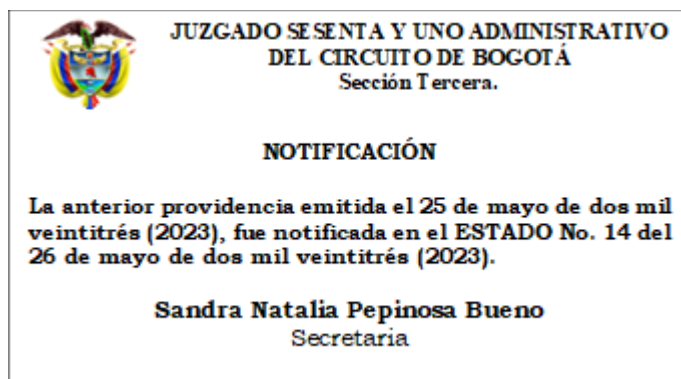 JUZGADO SESENTA Y UNO ADMINISTRATIVO
DEL CIRCUITO DE BOGOTÁ
Sección Tercera.
NOTIFICACIÓN
La anterior providencia emitida el 25 de mayo de dos mil
veintitrés (2023), fue notificada en el ESTADO No. 14 del
26 de mayo de dos mil veintitrés (2023).
Sandra Natalia Pepinosa Bueno
Secretaria